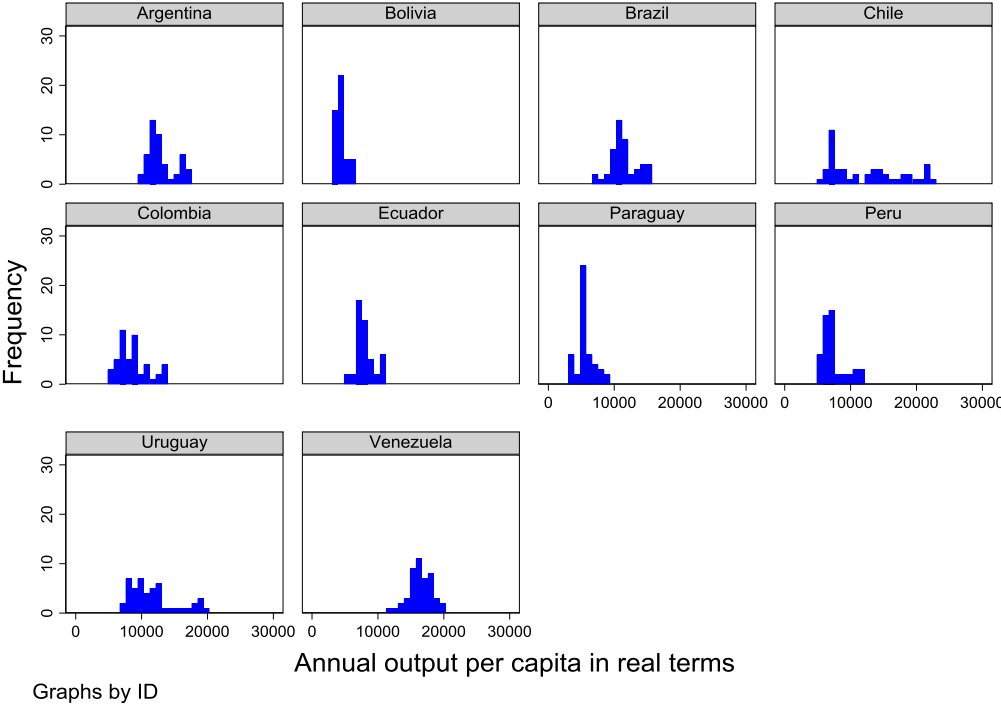 Argentina Bolivia Brazil Chile
30
20
10
0
Colombia Ecuador Paraguay Peru
30
20
10
0
0 10000 20000 30000 0 10000 20000 30000
Uruguay Venezuela
30
20
10
0
0 10000 20000 30000 0 10000 20000 30000
Frequency
Annual output per capita in real terms
Graphs by ID